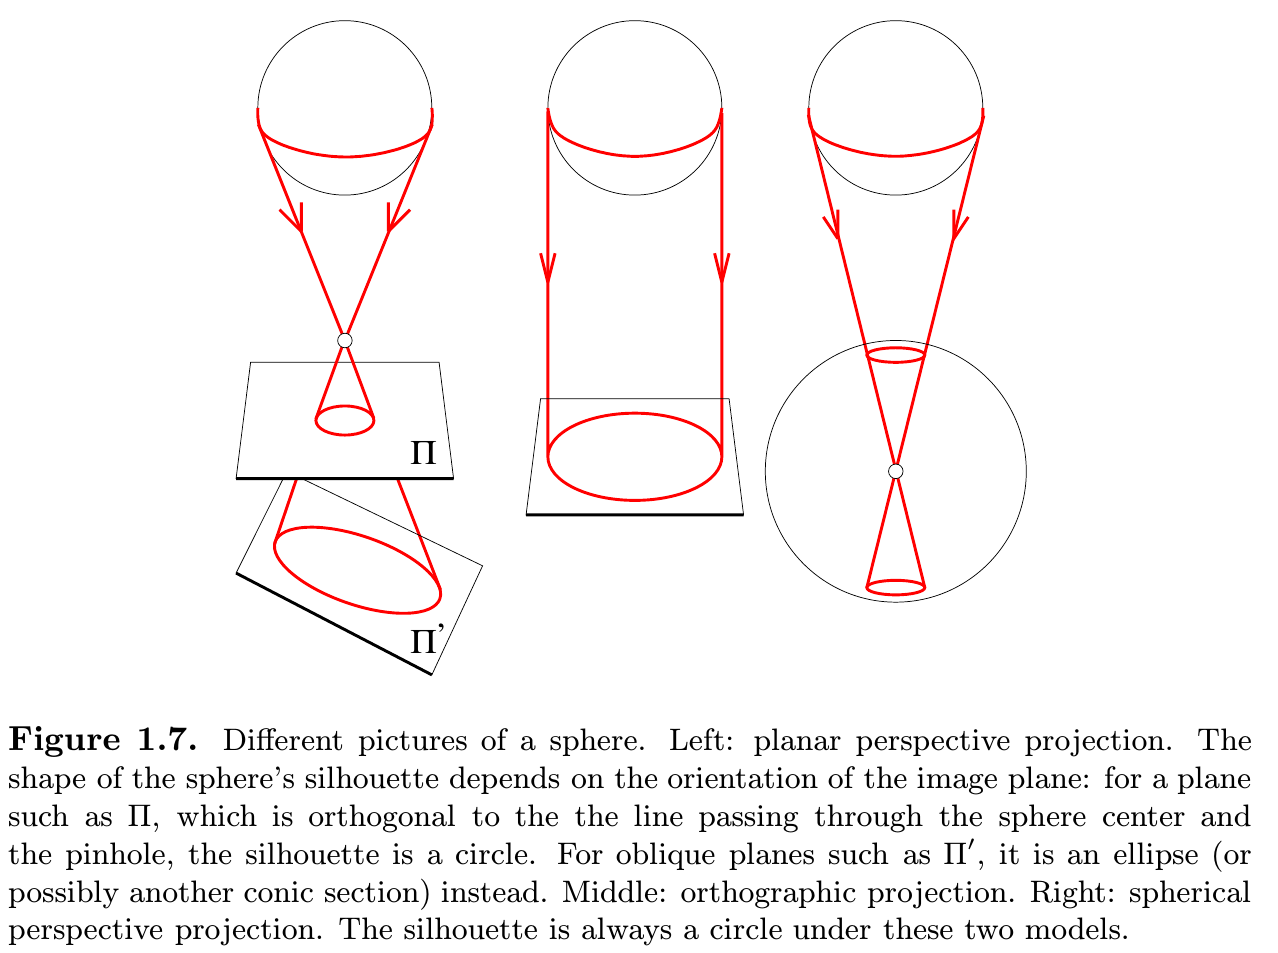 Π
Π’
Figure 1.7. Different pictures of a sphere. Left: planar perspective projection. The
shape of the sphere's silhouette depends on the orientation of the image plane: for a plane
such as Π, which is orthogonal to the the line passing through the sphere center and
the pinhole, the silhouette is a circle. For oblique planes such as Π′, it is an ellipse (or
possibly another conic section) instead. Middle: orthographic projection. Right: spherical
perspective projection. The silhouette is always a circle under these two models.